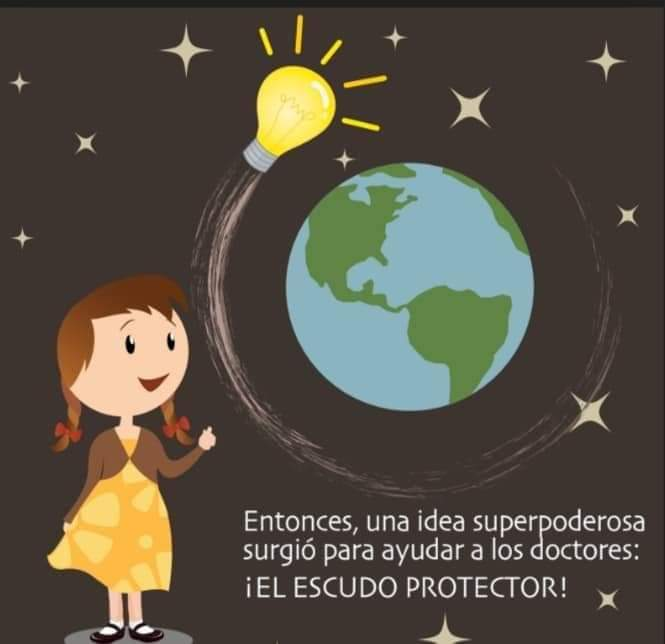 Entonces, una idea superpoderosa
surgió para ayudar a los doctores:
¡EL ESCUDO PROTECTOR!